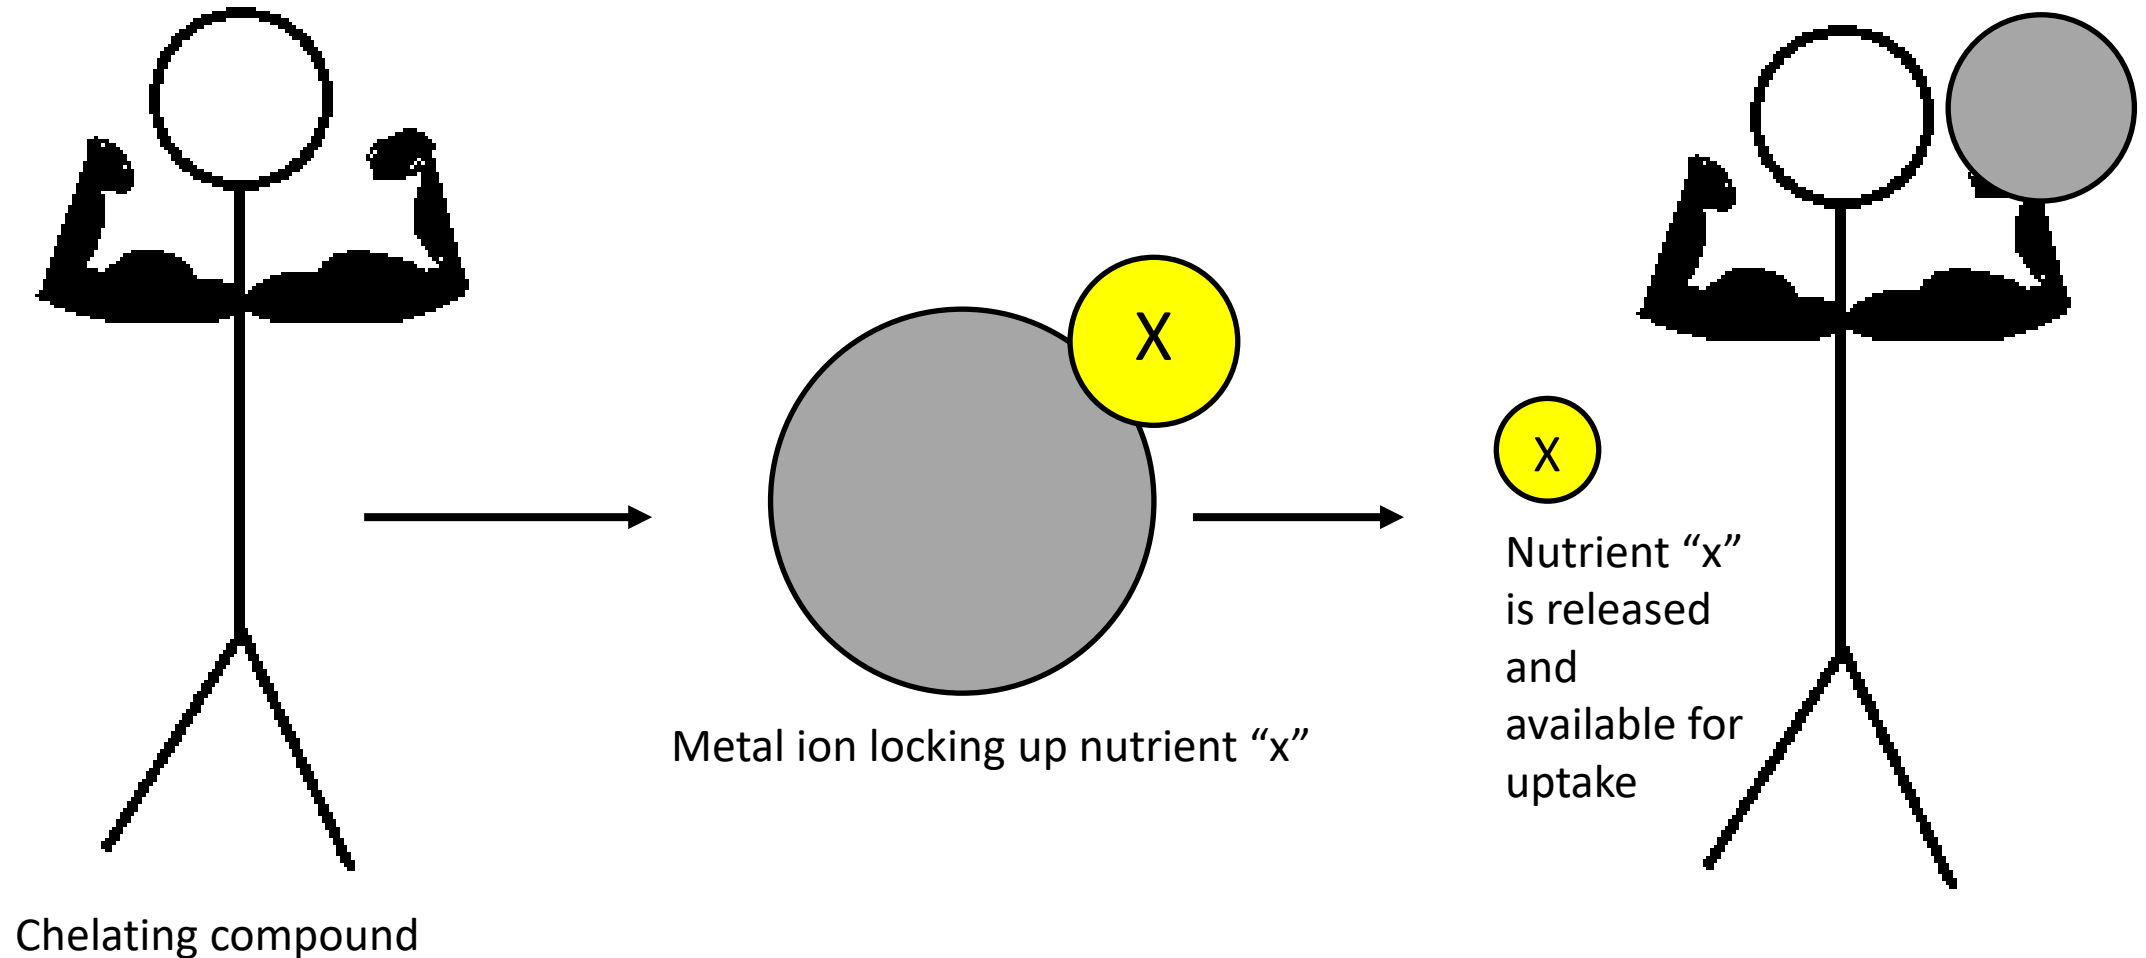 X
X
Nutrient “x”
is released
and
available for
uptake
Metal ion locking up nutrient “x”
Chelating compound